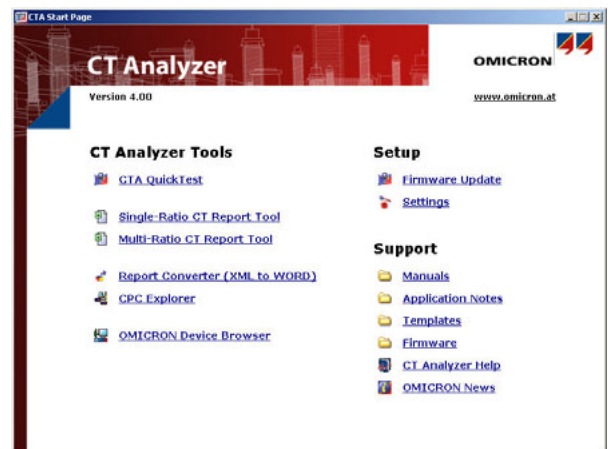 CTA Start Page
CT Analyzer
OMICRON
Version 4.00
www.omicron.at
CT Analyzer Tools
CTA QuickTest
Single-Ratio CT Report Tool
Multi-Ratio CT Report Tool
Report Converter (XML to WORD)
CPC Explorer
OMICRON Device Browser
Setup
Firmware Update
Settings
Support
Manuals
Application Notes
Templates
Firmware
CT Analyzer Help
OMICRON News